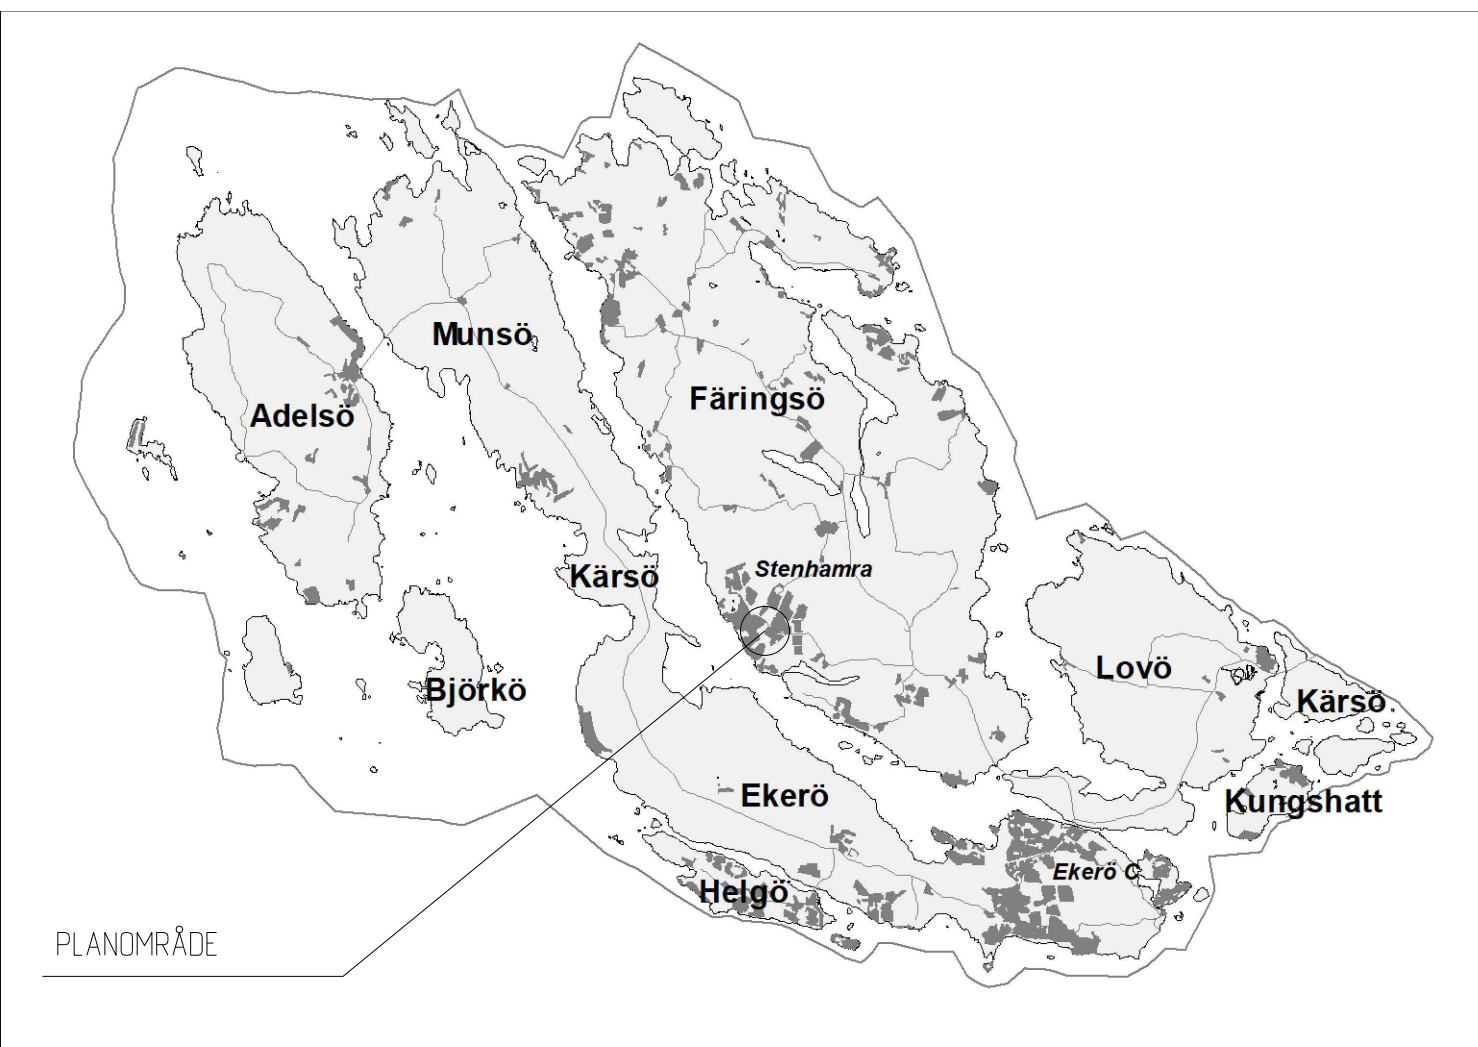 Munsö
Färingsö
Adelsö
Stenhamra
Kärsö
Lovö
Björkö
Kärsö
Ekerö
Kungshatt
Ekerö C
Helgö
PLANOMRÅDE